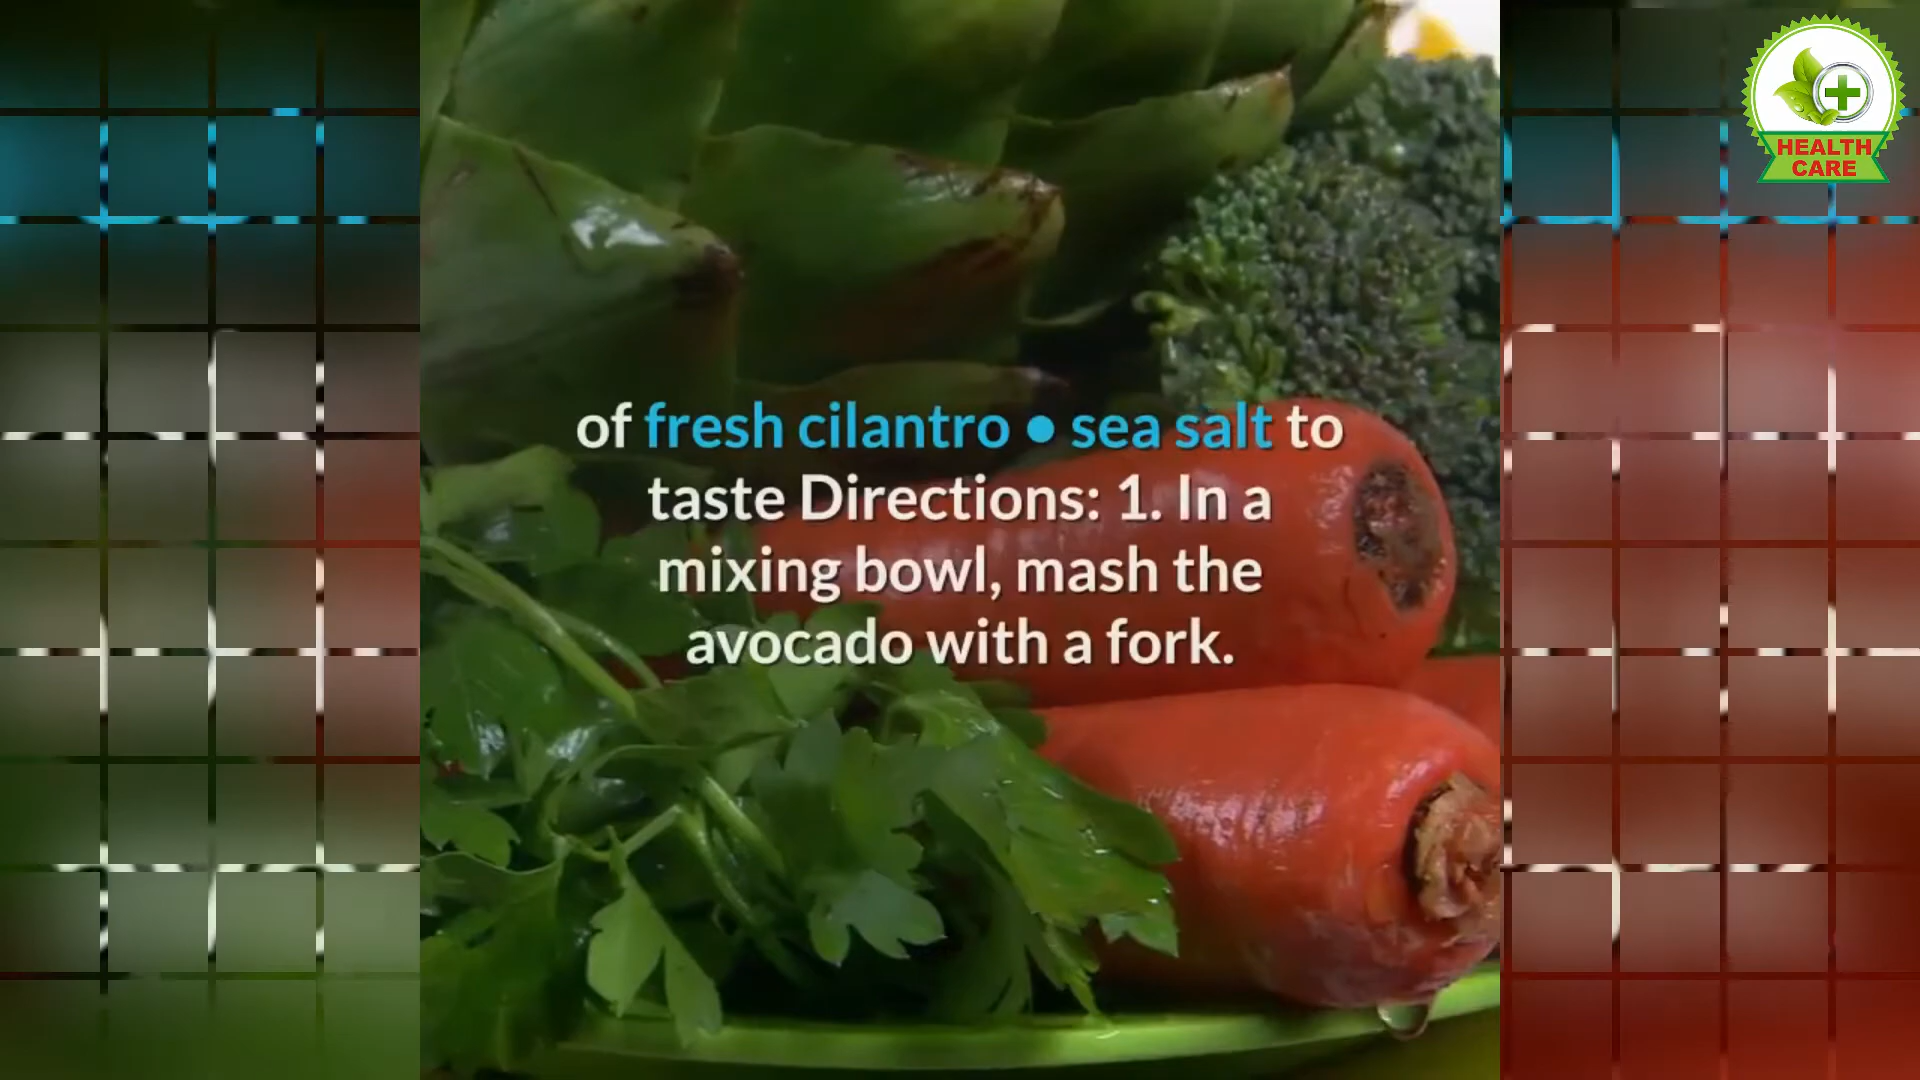 HEALTH
CARE
of fresh cilantro • sea salt to
taste Directions: 1. In a
mixing bowl, mash the
avocado with a fork.